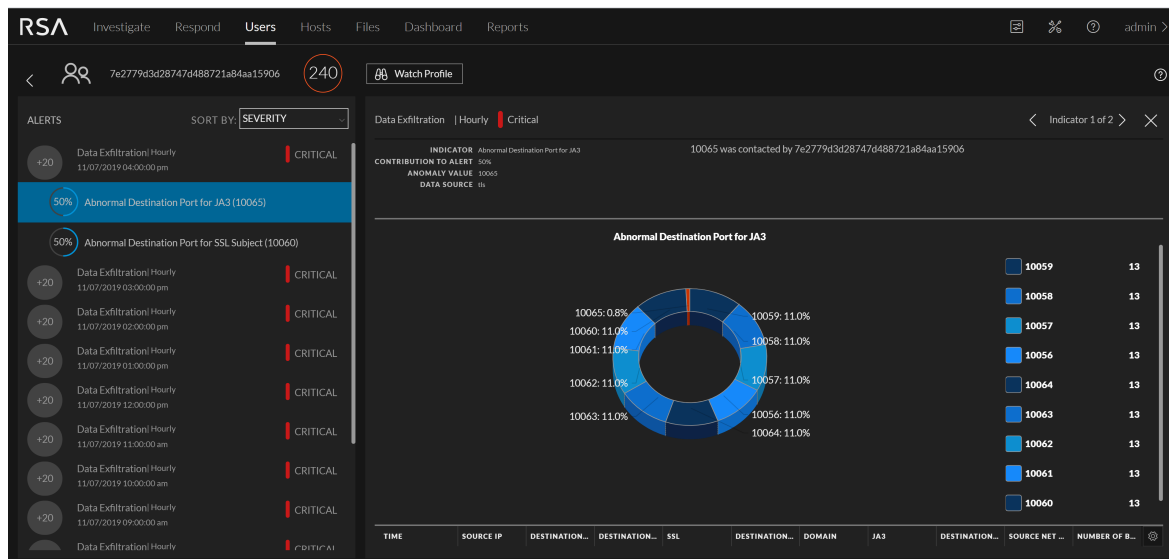 RSA Investigate Respond Users Hosts Files Dashboard Reports admin
7e2779d3d28747d488721a84aa15906 240 Watch Profile
ALERTS SORT BY: SEVERITY
+20 Data Exfiltration| Hourly CRITICAL
11/07/2019 04:00:00 pm
50% Abnormal Destination Port for JA3 (10065)
50% Abnormal Destination Port for SSL Subject (10060)
+20 Data Exfiltration| Hourly CRITICAL
11/07/2019 03:00:00 pm
+20 Data Exfiltration| Hourly CRITICAL
11/07/2019 02:00:00 pm
+20 Data Exfiltration| Hourly CRITICAL
11/07/2019 01:00:00 pm
+20 Data Exfiltration| Hourly CRITICAL
11/07/2019 12:00:00 pm
+20 Data Exfiltration| Hourly CRITICAL
11/07/2019 11:00:00 am
+20 Data Exfiltration| Hourly CRITICAL
11/07/2019 10:00:00 am
+20 Data Exfiltration| Hourly CRITICAL
11/07/2019 09:00:00 am
Data Exfiltration| Hourly CRITICAL
Data Exfiltration | Hourly Critical Indicator 1 of 2
INDICATOR Abnormal Destination Port for JA3
CONTRIBUTION TO ALERT 50%
ANOMALY VALUE 10065
DATA SOURCE tls
10065 was contacted by 7e2779d3d28747d488721a84aa15906
Abnormal Destination Port for JA3
10065: 0.8%
10060: 11.0%
10061: 11.0%
10062: 11.0%
10063: 11.0%
10059: 11.0%
10058: 11.0%
10057: 11.0%
10056: 11.0%
10064: 11.0%
10059 13
10058 13
10057 13
10056 13
10064 13
10063 13
10062 13
10061 13
10060 13
TIME SOURCE IP DESTINATION... DESTINATION... SSL DESTINATION... DOMAIN JA3 DESTINATION... SOURCE NET ... NUMBER OF B...